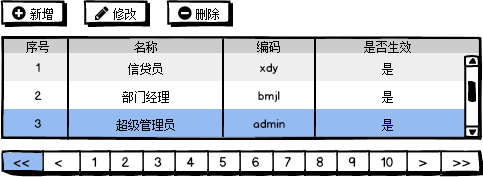 新增 修改 删除
序号 名称 编码 是否生效
1 信贷员 xdy 是
2 部门经理 bmjl 是
3 超级管理员 admin 是
<< < 1 2 3 4 5 6 7 8 9 10 > >>